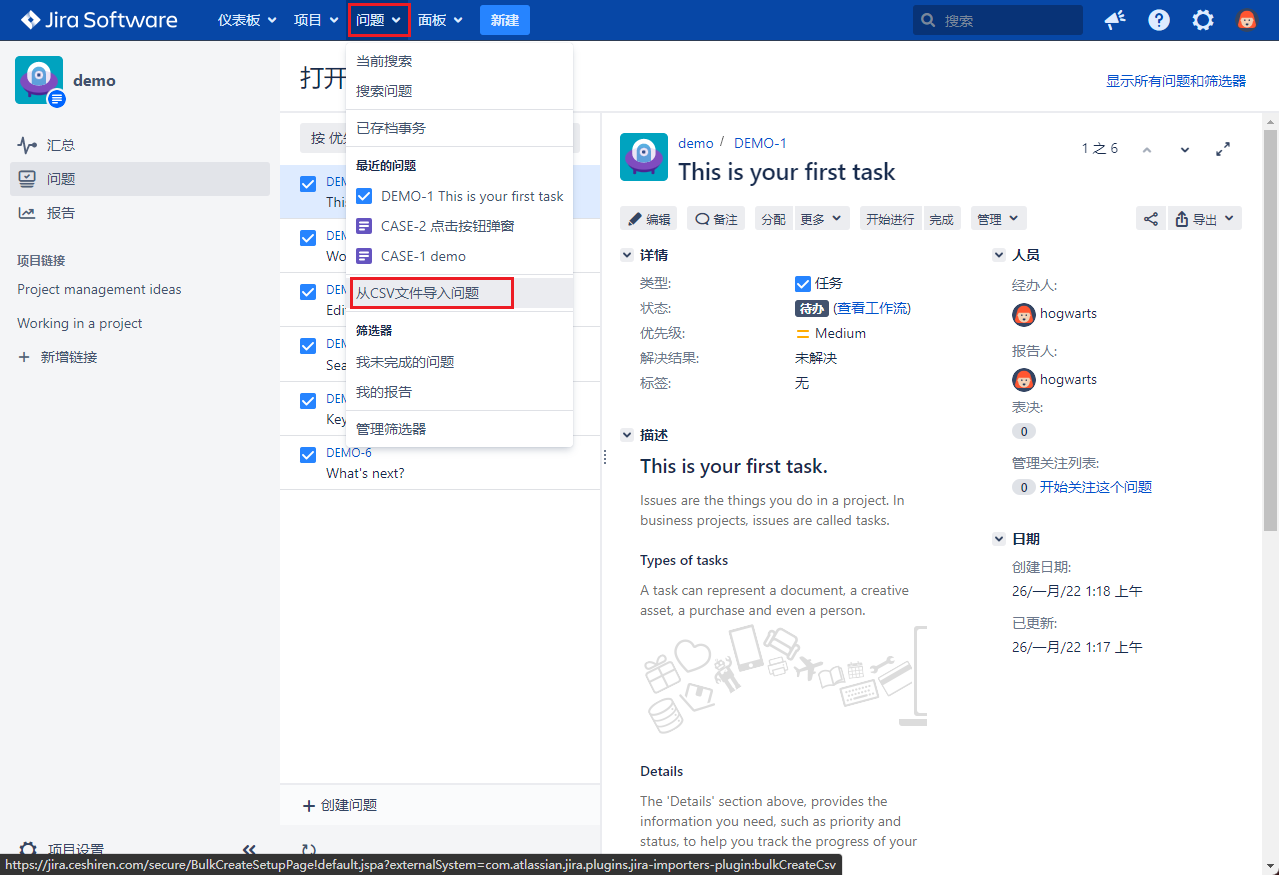 Jira Software 仪表板 项目 问题 面板 新建 搜索
demo
汇总
问题
报告
项目链接
Project management ideas
Working in a project
新增链接
项目设置
打开
显示所有问题和筛选器
当前搜索
搜索问题
已存档事务
最近的问题
DEMO-1 This is your first task
CASE-2 点击按钮弹窗
CASE-1 demo
从CSV文件导入问题
筛选器
我未完成的问题
我的报告
管理筛选器
按 优
DEMO-6
What's next?
创建问题
demo / DEMO-1
1 之 6
This is your first task
编辑 备注 分配 更多 开始进行 完成 管理 导出
详情
类型: 任务
状态: 待办 (查看工作流)
优先级: Medium
解决结果: 未解决
标签: 无
描述
This is your first task.
Issues are the things you do in a project. In
business projects, issues are called tasks.
Types of tasks
A task can represent a document, a creative
asset, a purchase and even a person.
Details
The 'Details' section above, provides the
information you need, such as priority and
status, to help you track the progress of your
人员
经办人:
hogwarts
报告人:
hogwarts
表决:
0
管理关注列表:
0 开始关注这个问题
日期
创建日期:
26/一月/22 1:18 上午
已更新:
26/一月/22 1:17 上午
https://jira.ceshiren.com/secure/BulkCreateSetupPage!default.jspa?externalSystem=com.atlassian.jira.plugins.jira-importers-plugin:bulkCreateCsv